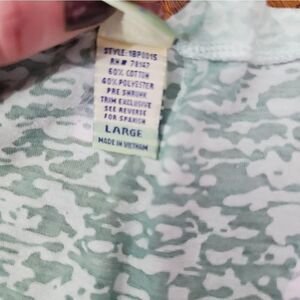 STYLE: 1BP0015
RN# 78147
60% COTTON
40% POLYESTER
PRE SHRUNK
TRIM EXCLUSIVE
SEE REVERSE
FOR SPANISH
LARGE
MADE IN VIETNAM